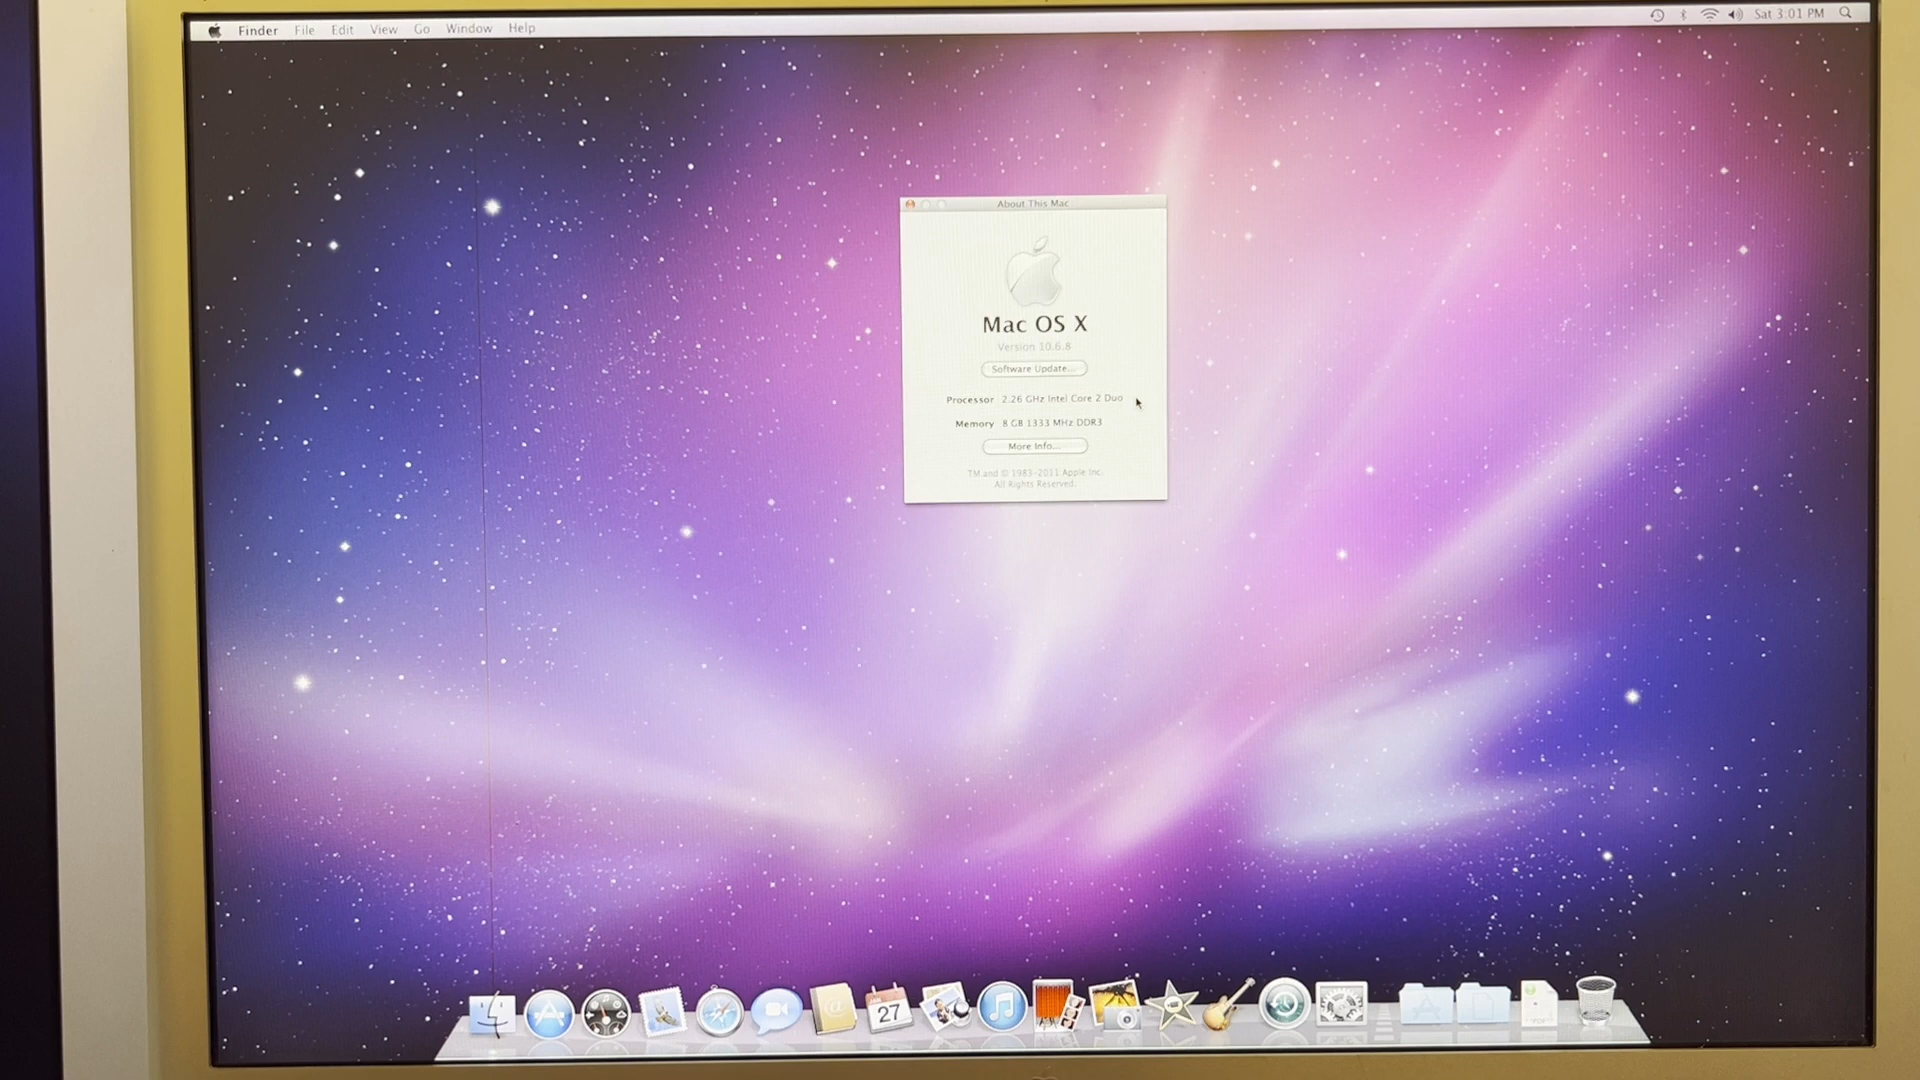 Finder File Edit View Go Window Help
Sat 3:01 PM
About This Mac
Mac OS X
Version 10.6.8
Software Update...
Processor 2.26 GHz Intel Core 2 Duo
Memory 8 GB 1333 MHz DDR3
More Info...
TM and © 1983-2011 Apple Inc.
All Rights Reserved.
JAN
27